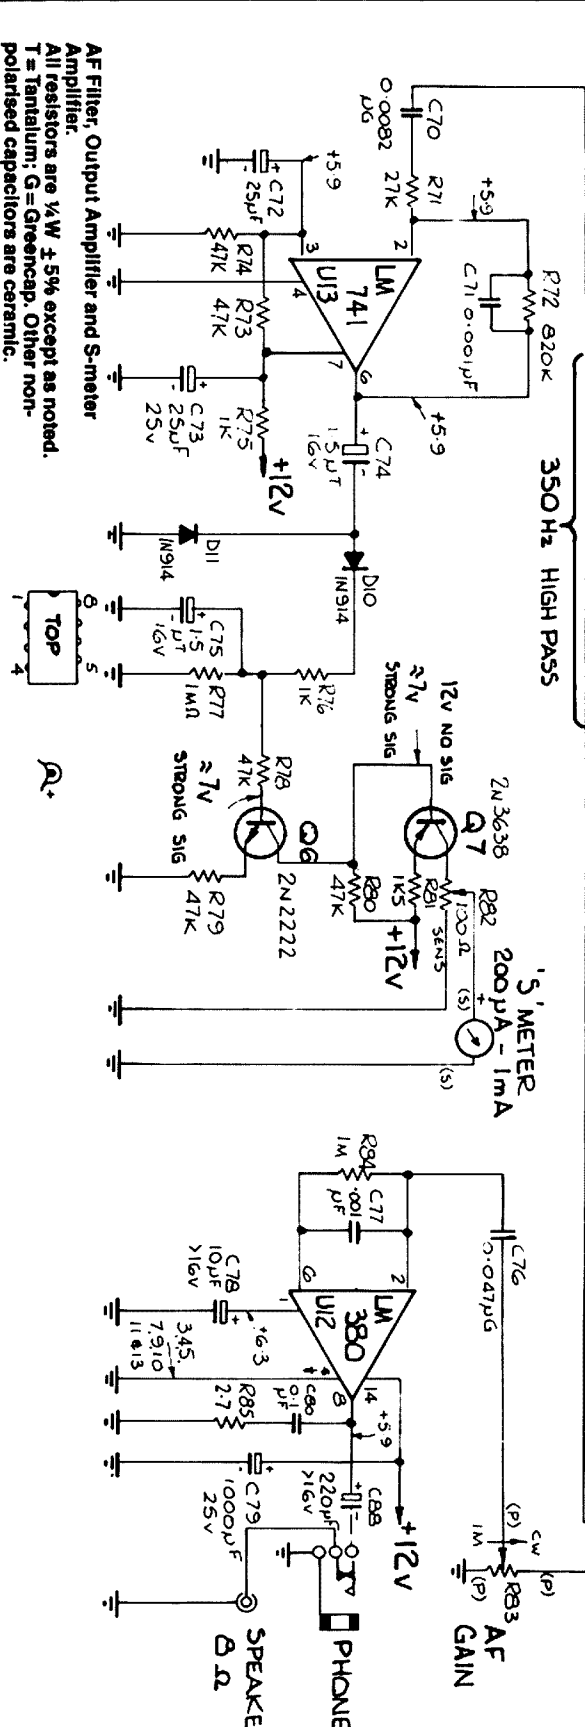 AF Filter, Output Amplifier and S-meter
Amplifier.
All resistors are ¼W ±5% except as noted.
T = Tantalum; G = Greencap. Other non-
polarised capacitors are ceramic.
350 Hz HIGH PASS
C70
0.0082
µG
R71
27K
+5.9
R72 820K
C71 0.001µF
+5.9
+5.9
C72
25µF
+
-
2
3
4
6
7
LM
741
U13
R74
47K
R73
47K
R75
1K
C73
25µF
25v
+
-
+12v
C74
1.5µT
16v
+
-
D11
IN914
D10
IN914
C75
1.5
µT
16v
+
-
R77
1MΩ
R76
1K
R78
47K
≈7v
STRONG SIG
Q6
2N2222
R79
47K
12v NO SIG
≈7v
STRONG SIG
2N3638
Q7
R80
47K
R81
1K5
R82
100Ω
SENS
+12v
'S' METER
200µA - 1mA
(S)
+
(S)
TOP
8
5
1
4
+
R84
1M
C77
.001
µF
C76
0.047µG
2
6
1
14
8
LM
380
U12
C78
10µF
>16v
+
+6.3
3,4,5,
7,9,10
11&13
C80
0.1
µF
R85
2.7
+5.9
C79
1000µF
25v
+
-
C88
220µF
>16v
+
-
+12v
(P)
CW
1M
R83
(P)
(P)
AF
GAIN
PHONE
SPEAKE
8Ω